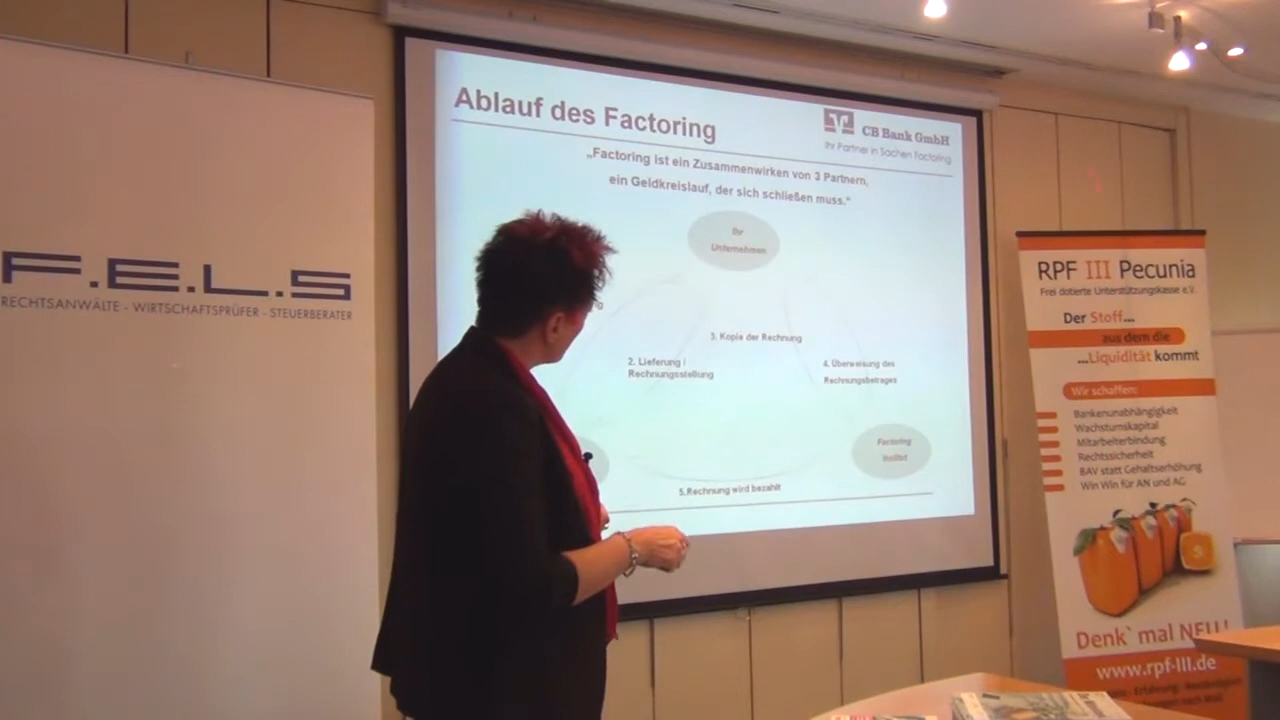 F.E.L.S
RECHTSANWÄLTE - WIRTSCHAFTSPRÜFER - STEUERBERATER
Ablauf des Factoring
CB Bank GmbH
Ihr Partner in Sachen Factoring
„Factoring ist ein Zusammenwirken von 3 Partnern,
ein Geldkreislauf, der sich schließen muss.“
Ihr
Unternehmen
3. Kopie der Rechnung
2. Lieferung /
Rechnungsstellung
4. Überweisung des
Rechnungsbetrages
Factoring
Institut
5.Rechnung wird bezahlt
RPF III Pecunia
Frei dotierte Unterstützungskasse e.V.
Der Stoff...
aus dem die
...Liquidität kommt
Wir schaffen:
Bankenunabhängigkeit
Wachstumskapital
Mitarbeiterbindung
Rechtssicherheit
BAV statt Gehaltserhöhung
Win Win für AN und AG
Denk` mal NEU!
www.rpf-III.de